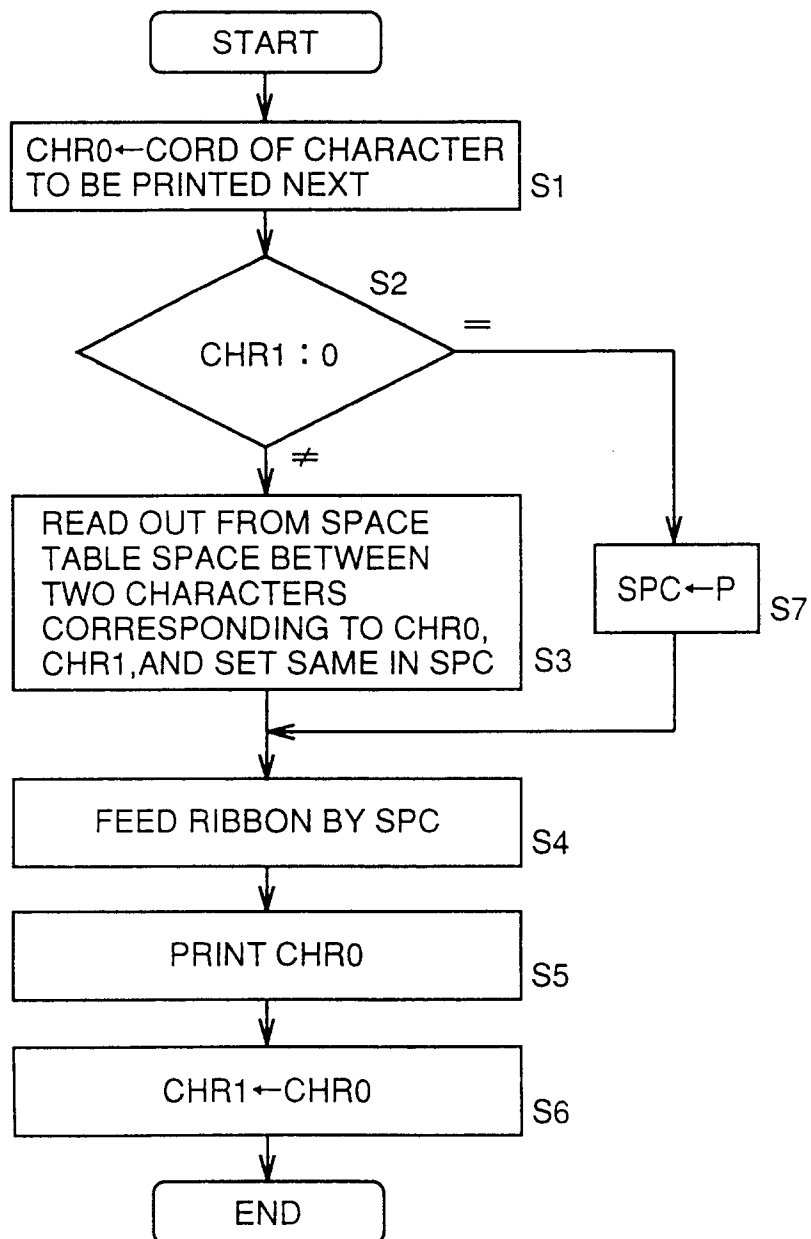 START
CHR0←CORD OF CHARACTER
TO BE PRINTED NEXT
S1
S2
CHR1 : 0
=
≠
READ OUT FROM SPACE
TABLE SPACE BETWEEN
TWO CHARACTERS
CORRESPONDING TO CHR0,
CHR1,AND SET SAME IN SPC
S3
SPC←P
S7
FEED RIBBON BY SPC
S4
PRINT CHR0
S5
CHR1←CHR0
S6
END